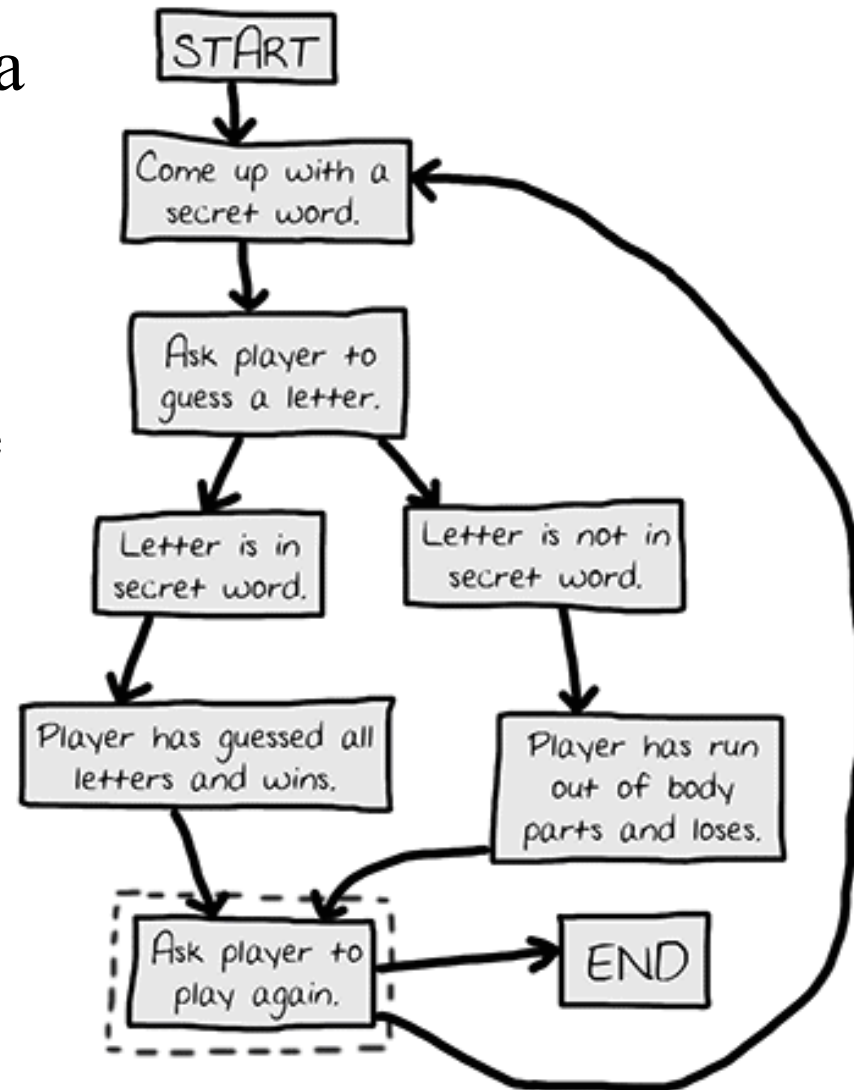 a
START
Come up with a
secret word.
Ask player to
guess a letter.
Letter is in
secret word.
Letter is not in
secret word.
Player has guessed all
letters and wins.
Player has run
out of body
parts and loses.
Ask player to
play again.
END